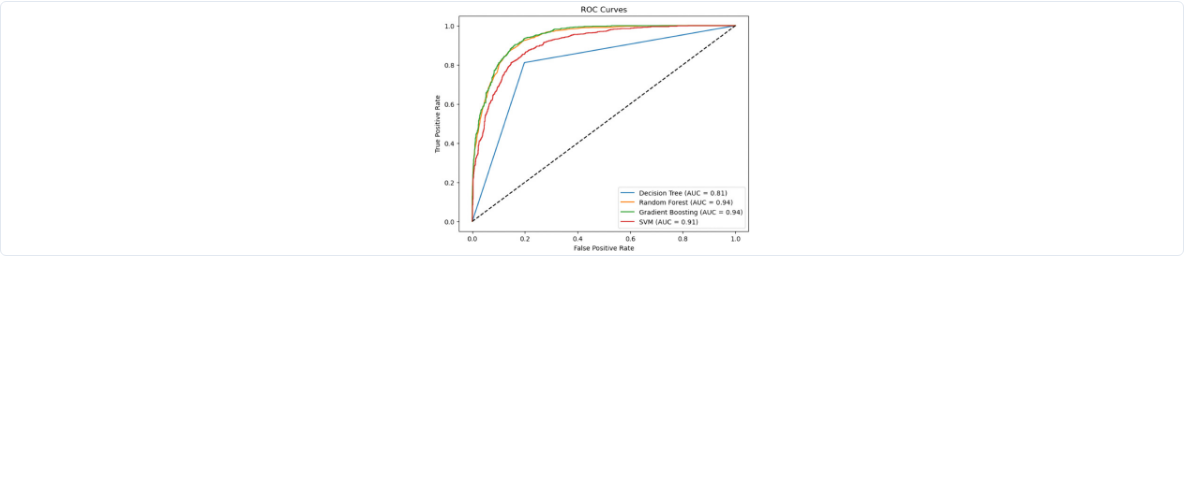 ROC Curves
1.0
0.8
0.6
0.4
0.2
0.0
True Positive Rate
Decision Tree (AUC = 0.81)
Random Forest (AUC = 0.94)
Gradient Boosting (AUC = 0.94)
SVM (AUC = 0.91)
0.0 0.2 0.4 0.6 0.8 1.0
False Positive Rate